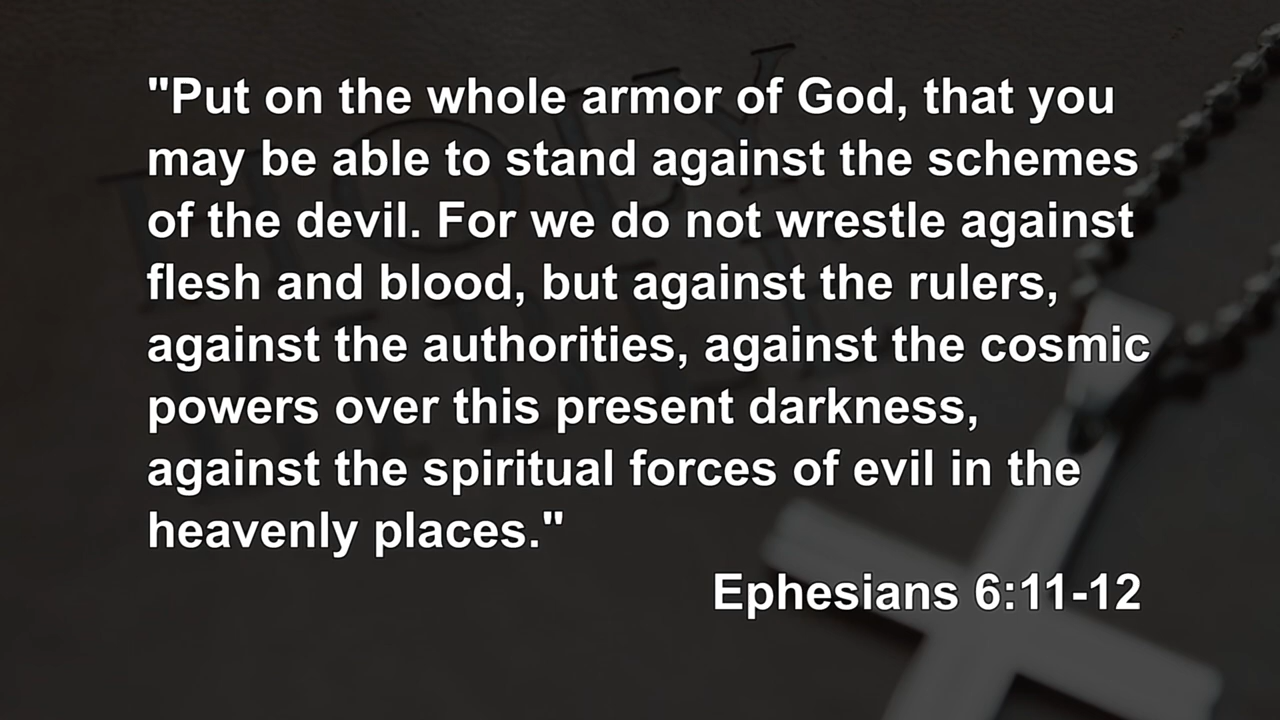 HOLY
BIBLE
"Put on the whole armor of God, that you
may be able to stand against the schemes
of the devil. For we do not wrestle against
flesh and blood, but against the rulers,
against the authorities, against the cosmic
powers over this present darkness,
against the spiritual forces of evil in the
heavenly places."
Ephesians 6:11-12